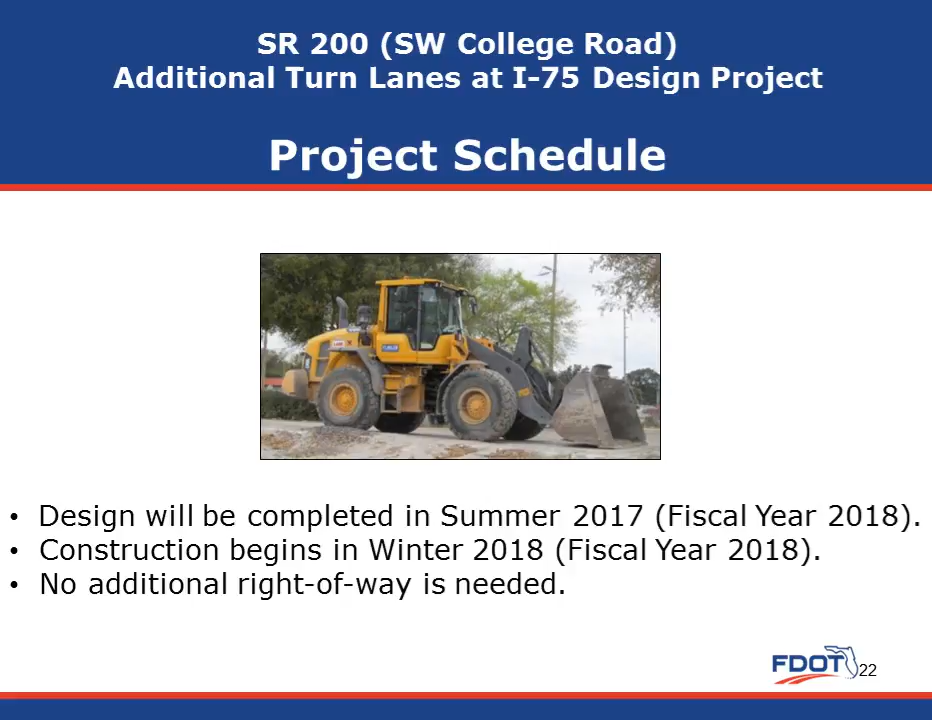 SR 200 (SW College Road)
Additional Turn Lanes at I-75 Design Project
Project Schedule
• Design will be completed in Summer 2017 (Fiscal Year 2018).
• Construction begins in Winter 2018 (Fiscal Year 2018).
• No additional right-of-way is needed.
FDOT
22